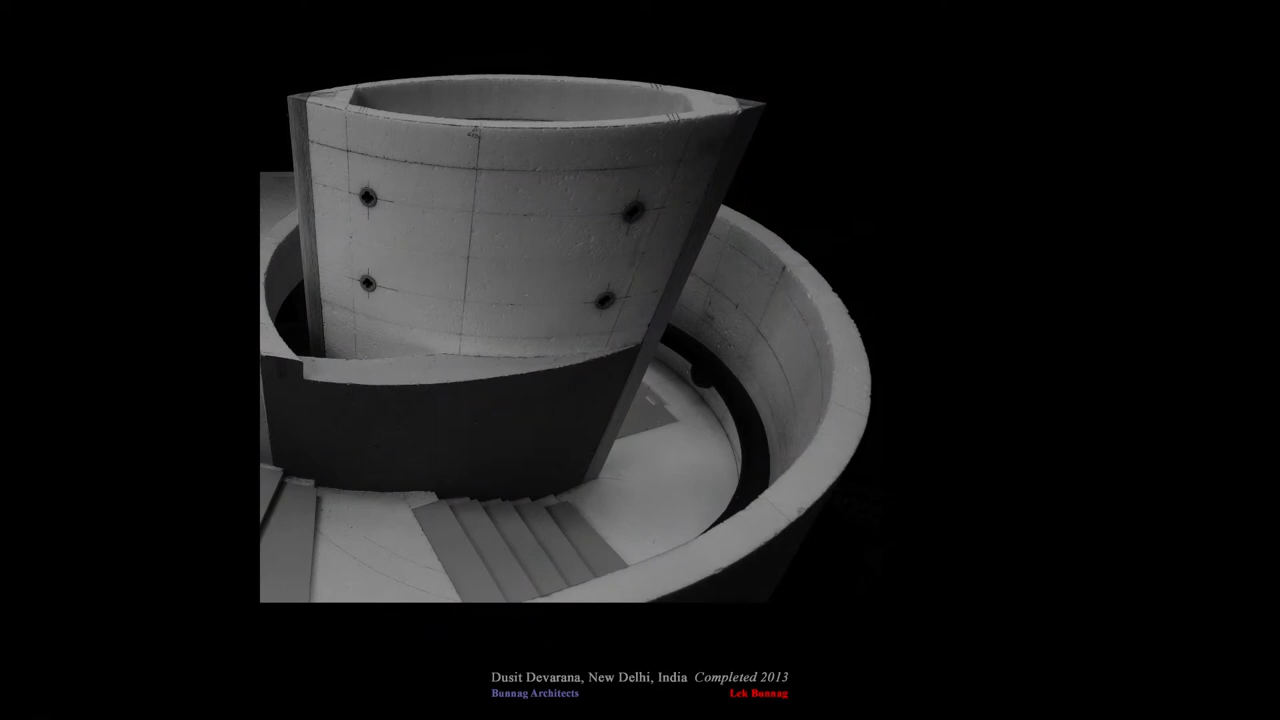 Dusit Devarana, New Delhi, India Completed 2013
Bunnag Architects Lek Bunnag